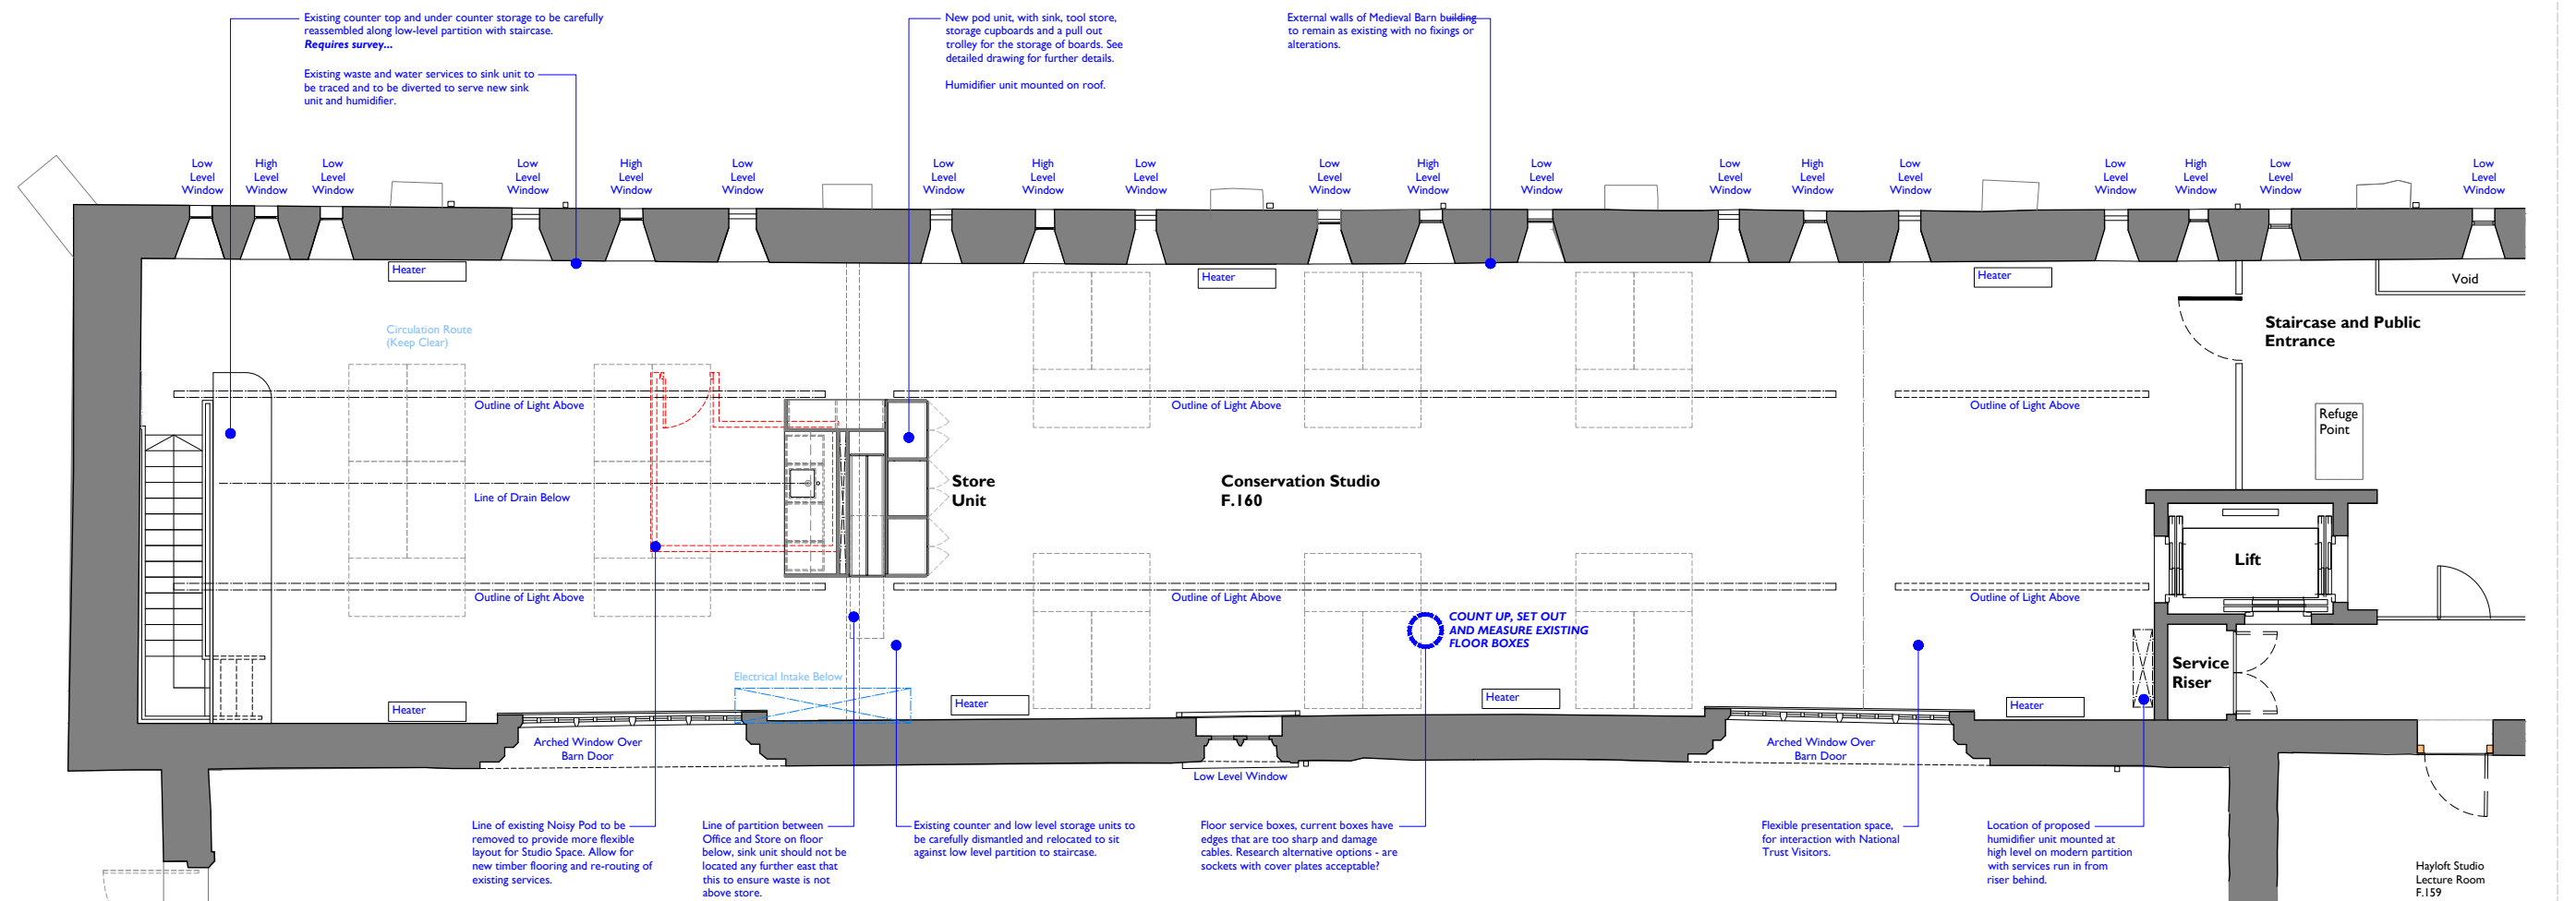 Existing counter top and under counter storage to be carefully
reassembled along low-level partition with staircase.
Requires survey...
Existing waste and water services to sink unit to
be traced and to be diverted to serve new sink
unit and humidifier.
New pod unit, with sink, tool store,
storage cupboards and a pull out
trolley for the storage of boards. See
detailed drawing for further details.
Humidifier unit mounted on roof.
External walls of Medieval Barn building
to remain as existing with no fixings or
alterations.
Low
Level
Window
High
Level
Window
Low
Level
Window
Low
Level
Window
High
Level
Window
Low
Level
Window
Low
Level
Window
High
Level
Window
Low
Level
Window
Low
Level
Window
High
Level
Window
Low
Level
Window
Low
Level
Window
High
Level
Window
Low
Level
Window
Low
Level
Window
High
Level
Window
Low
Level
Window
Low
Level
Window
Heater
Heater
Heater
Void
Circulation Route
(Keep Clear)
Staircase and Public
Entrance
Outline of Light Above
Outline of Light Above
Outline of Light Above
Refuge
Point
Line of Drain Below
Store
Unit
Conservation Studio
F.160
Lift
Outline of Light Above
Outline of Light Above
Outline of Light Above
COUNT UP, SET OUT
AND MEASURE EXISTING
FLOOR BOXES
Service
Riser
Electrical Intake Below
Heater
Heater
Heater
Heater
Arched Window Over
Barn Door
Low Level Window
Arched Window Over
Barn Door
Line of existing Noisy Pod to be
removed to provide more flexible
layout for Studio Space. Allow for
new timber flooring and re-routing of
existing services.
Line of partition between
Office and Store on floor
below, sink unit should not be
located any further east that
this to ensure waste is not
above store.
Existing counter and low level storage units to
be carefully dismantled and relocated to sit
against low level partition to staircase.
Floor service boxes, current boxes have
edges that are too sharp and damage
cables. Research alternative options - are
sockets with cover plates acceptable?
Flexible presentation space,
for interaction with National
Trust Visitors.
Location of proposed
humidifier unit mounted at
high level on modern partition
with services run in from
riser behind.
Hayloft Studio
Lecture Room
F.159